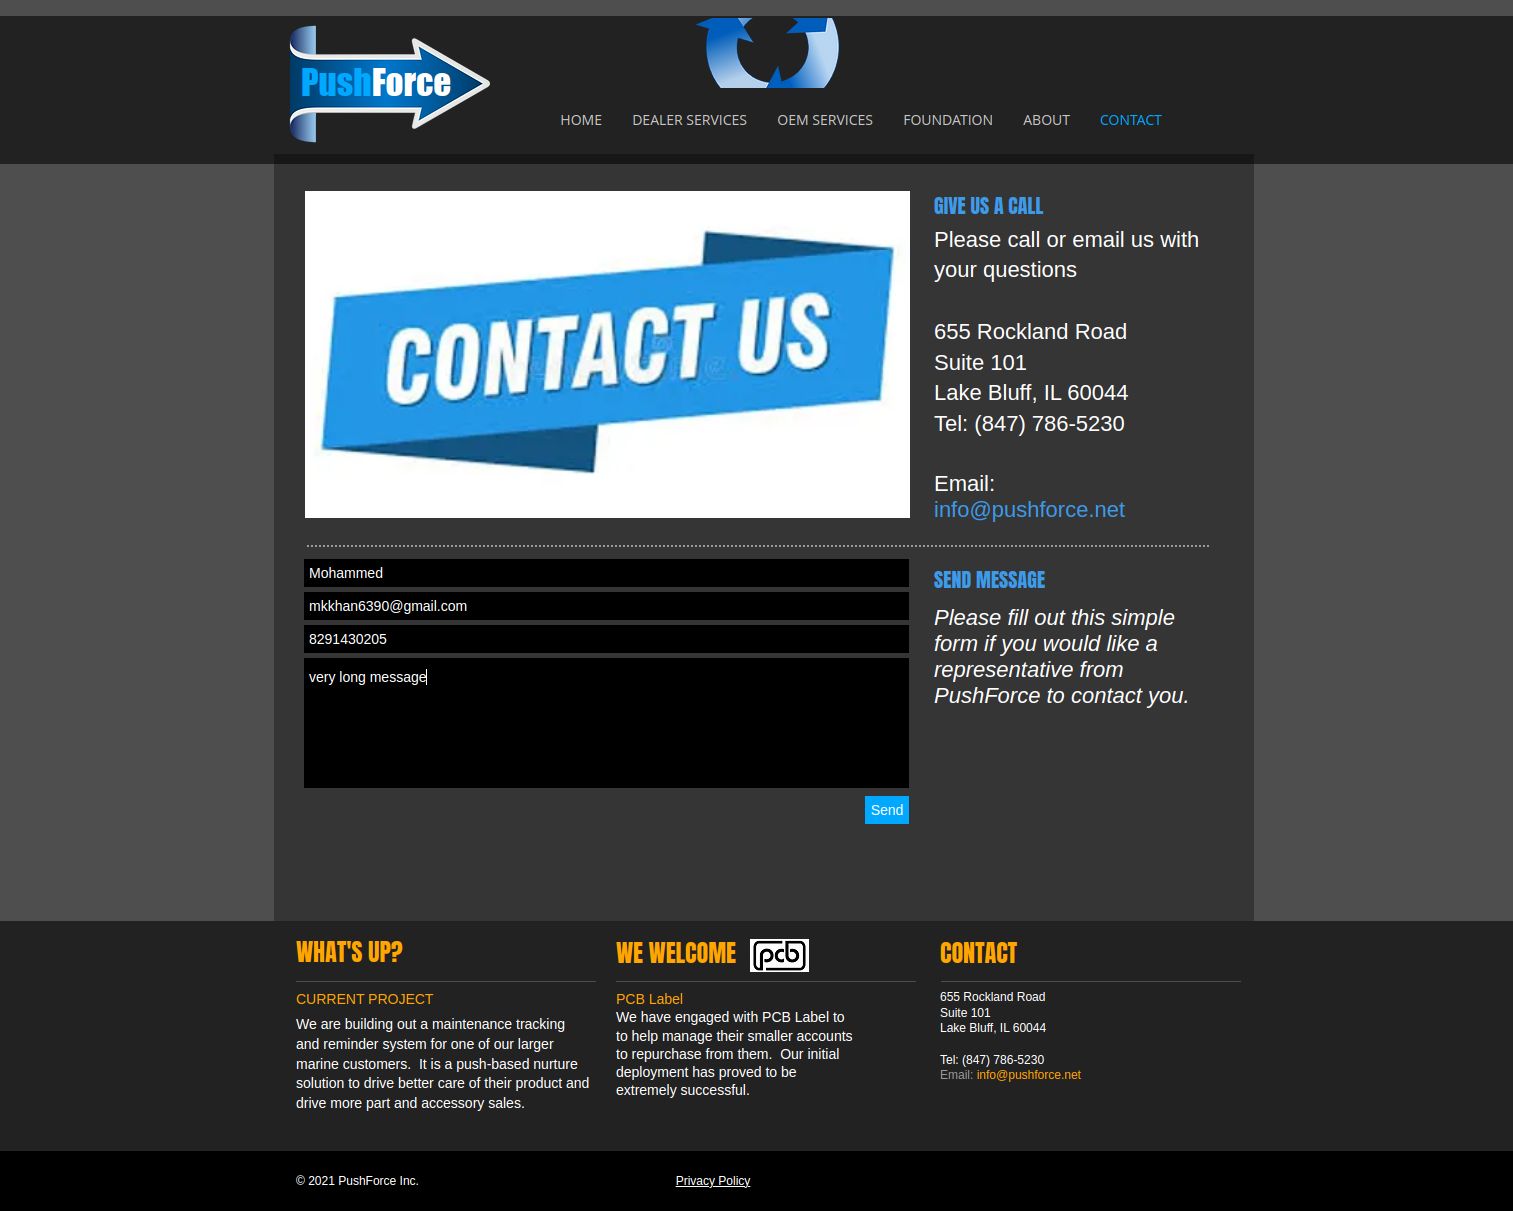 PushForce
HOME DEALER SERVICES OEM SERVICES FOUNDATION ABOUT CONTACT
CONTACT US
GIVE US A CALL
Please call or email us with
your questions
655 Rockland Road
Suite 101
Lake Bluff, IL 60044
Tel: (847) 786-5230
Email:
info@pushforce.net
Mohammed
mkkhan6390@gmail.com
8291430205
very long message
Send
SEND MESSAGE
Please fill out this simple
form if you would like a
representative from
PushForce to contact you.
WHAT'S UP?
CURRENT PROJECT
We are building out a maintenance tracking
and reminder system for one of our larger
marine customers.  It is a push-based nurture
solution to drive better care of their product and
drive more part and accessory sales.
WE WELCOME
pcb
PCB Label
We have engaged with PCB Label to
to help manage their smaller accounts
to repurchase from them.  Our initial
deployment has proved to be
extremely successful.
CONTACT
655 Rockland Road
Suite 101
Lake Bluff, IL 60044
Tel: (847) 786-5230
Email: info@pushforce.net
© 2021 PushForce Inc.
Privacy Policy